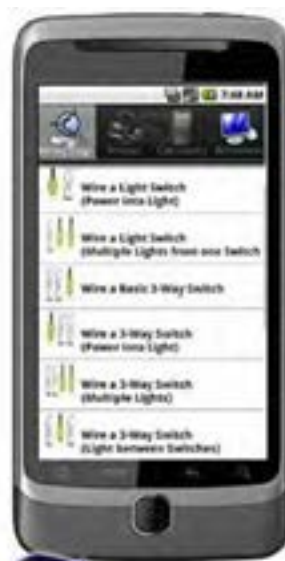 7:48 AM
Wire a Light Switch
(Power into Light)
Wire a Light Switch
(Multiple Lights from one Switch
Wire a Basic 3-Way Switch
Wire a 3-Way Switch
(Power into Light)
Wire a 3-Way Switch
(Multiple Lights)
Wire a 3-Way Switch
(Light between Switches)